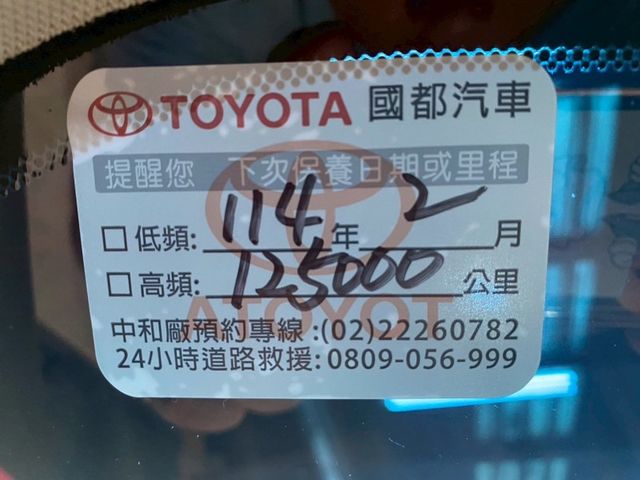 TOYOTA 國都汽車
提醒您 下次保養日期或里程
□ 低頻: 114 年 2 月
□ 高頻: 125000 公里
中和廠預約專線:(02)22260782
24小時道路救援:0809-056-999